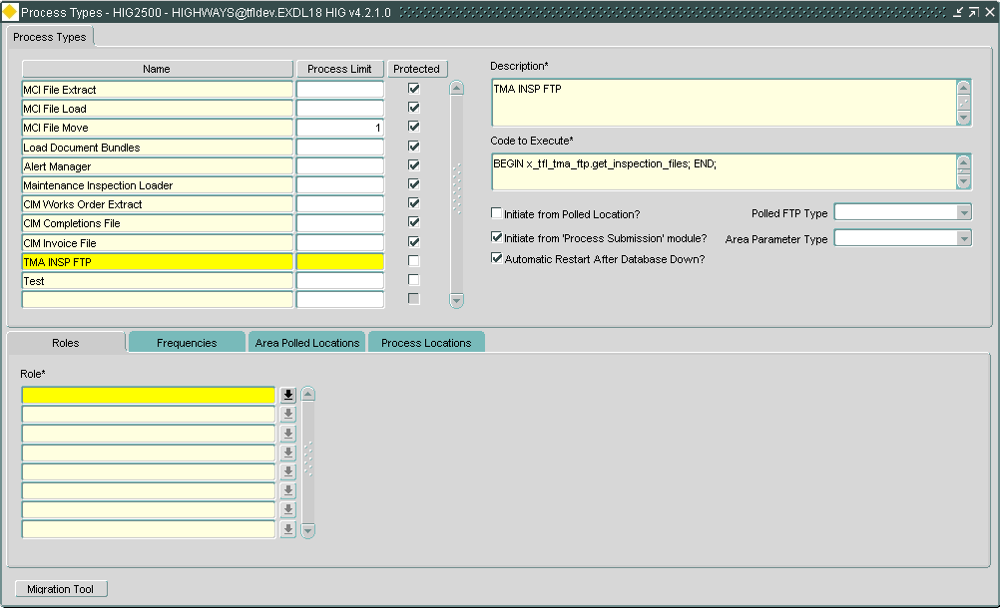 Process Types - HIG2500 - HIGHWAYS@tfldev.EXDL18 HIG v4.2.1.0
Process Types
Name Process Limit Protected
MCI File Extract
MCI File Load
MCI File Move 1
Load Document Bundles
Alert Manager
Maintenance Inspection Loader
CIM Works Order Extract
CIM Completions File
CIM Invoice File
TMA INSP FTP
Test
Description*
TMA INSP FTP
Code to Execute*
BEGIN x_tfl_tma_ftp.get_inspection_files; END;
Initiate from Polled Location? Polled FTP Type
Initiate from 'Process Submission' module? Area Parameter Type
Automatic Restart After Database Down?
Roles Frequencies Area Polled Locations Process Locations
Role*
Migration Tool